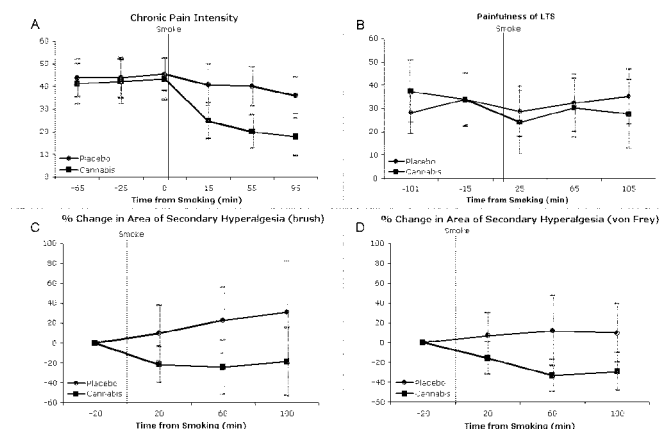 A
Chronic Pain Intensity
Smoke
60
50
40
30
20
10
0
Placebo
Cannabis
-65 -25 0 15 55 95
Time from Smoking (min)
B
Painfulness of LTS
Smoke
60
50
40
30
20
10
0
Placebo
Cannabis
-15 25 65 105
Time from Smoking (min)
C
% Change in Area of Secondary Hyperalgesia (brush)
Smoke
100
80
60
40
20
0
-20
-40
-60
Placebo
Cannabis
-20 20 60 100
Time from Smoking (min)
D
% Change in Area of Secondary Hyperalgesia (von Frey)
Smoke
100
80
60
40
20
0
-20
-40
-60
Placebo
Cannabis
20 60 100
Time from Smoking (min)